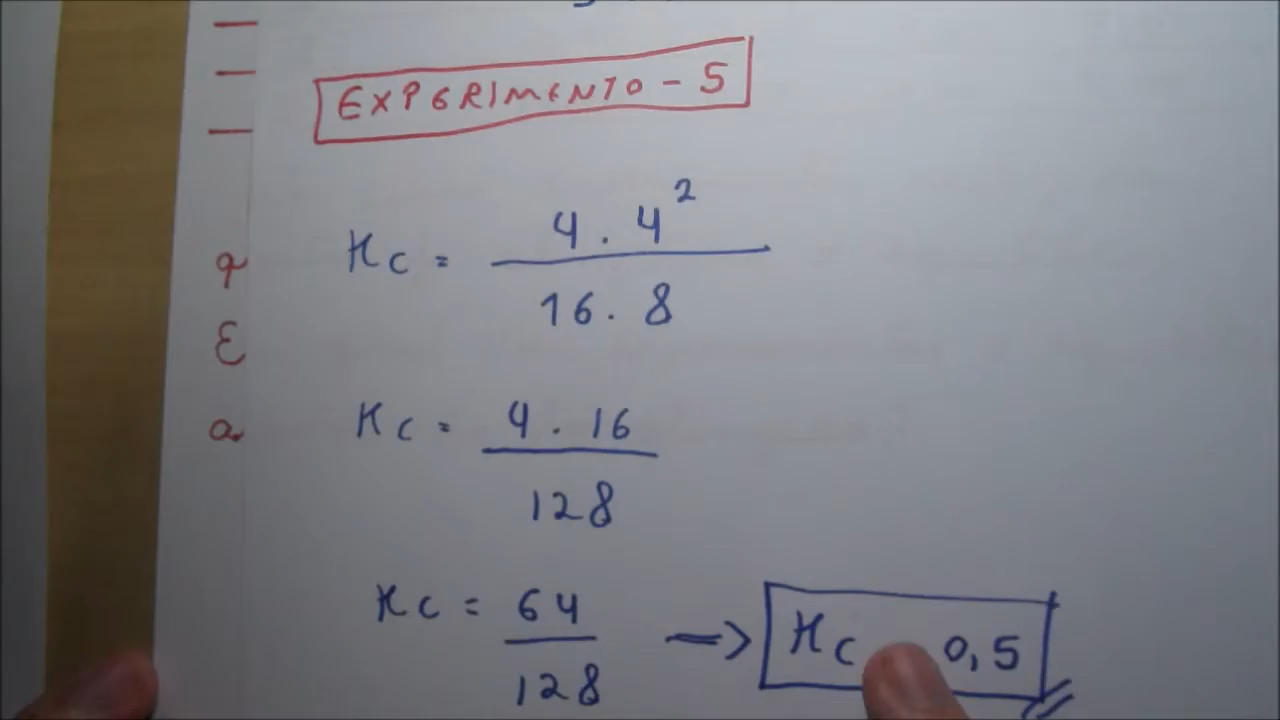 EXPERIMENTO - 5
Kc = 4 . 4² / 16 . 8
Kc = 4 . 16 / 128
Kc = 64 / 128 —> Kc 0,5